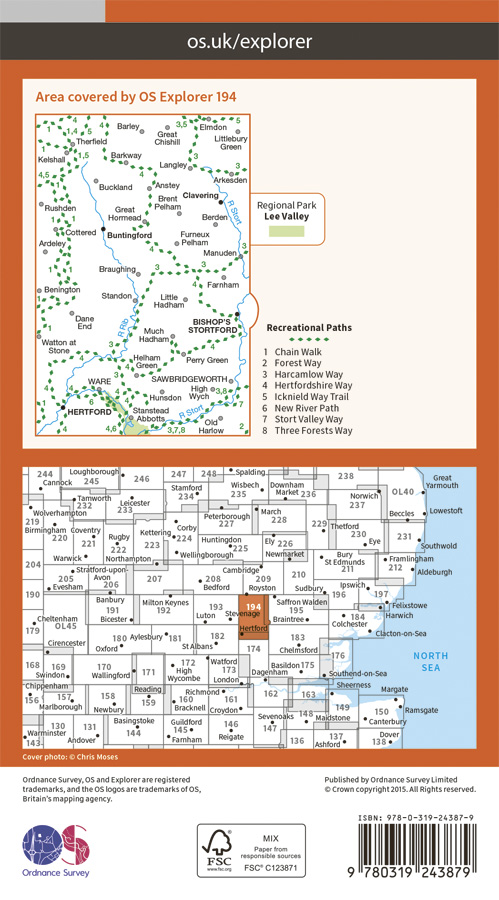 os.uk/explorer
Area covered by OS Explorer 194
Barley
Great
Chishill
3,5
Elmdon
5
Littlebury
Green
Therfield
Kelshall
Barkway
Langley
Arkesden
Buckland
Anstey
Brent
Pelham
Clavering
R Stort
Rushden
Great
Hormead
Berden
Cottered
Buntingford
Furneux
Pelham
Ardeley
Manuden
Braughing
Farnham
Benington
Standon
Little
Hadham
Dane
End
BISHOP'S
STORTFORD
R Rib
Much
Hadham
Watton at
Stone
Helham
Green
Perry Green
WARE
SAWBRIDGEWORTH
High
Wych
Hunsdon
3,8
HERTFORD
Stanstead
Abbotts
R Stort
Old
Harlow
4,6
3,7,8
Regional Park
Lee Valley
Recreational Paths
1 Chain Walk
2 Forest Way
3 Harcamlow Way
4 Hertfordshire Way
5 Icknield Way Trail
6 New River Path
7 Stort Valley Way
8 Three Forests Way
244
Cannock
Loughborough
245
246
247
248
Spalding
238
Great
Yarmouth
Tamworth
232
Leicester
233
Stamford
234
Wisbech
235
Downham
Market
236
Norwich
237
OL40
Wolverhampton
219
Birmingham
220
Coventry
221
Rugby
222
Kettering
223
Corby
224
Peterborough
227
March
228
229
Thetford
230
Eye
Beccles
231
Lowestoft
Southwold
Warwick
Northampton
Wellingborough
Huntingdon
225
Ely
226
Newmarket
Bury
St Edmunds
211
Framlingham
212
Aldeburgh
204
205
Evesham
Stratford-upon-
Avon
206
207
208
Bedford
Cambridge
209
Royston
210
Sudbury
Ipswich
196
197
Felixstowe
Harwich
190
Cheltenham
179
OL45
Cirencester
Banbury
191
Bicester
Milton Keynes
192
193
Luton
194
Stevenage
Hertford
Saffron Walden
195
Braintree
184
Colchester
Clacton-on-Sea
180
Oxford
Aylesbury
181
St Albans
182
174
183
Chelmsford
176
NORTH
SEA
168
169
Swindon
170
Wallingford
171
172
High
Wycombe
Watford
173
London
Dagenham
Basildon
175
Southend-on-Sea
Chippenham
156
157
Marlborough
158
Newbury
Reading
159
160
Bracknell
Richmond
161
Croydon
162
163
Sheerness
Margate
Ramsgate
Warminster
143
130
131
Andover
Basingstoke
144
Guildford
145
Farnham
146
Reigate
Sevenoaks
147
148
Maidstone
149
150
Canterbury
136
137
Ashford
Dover
138
Cover photo: © Chris Moses
Ordnance Survey, OS and Explorer are registered
trademarks, and the OS logos are trademarks of OS,
Britain's mapping agency.
Published by Ordnance Survey Limited
© Crown copyright 2015. All Rights reserved.
OS
Ordnance Survey
FSC
www.fsc.org
MIX
Paper from
responsible sources
FSC® C123871
ISBN: 978-0-319-24387-9
9 780319 243879